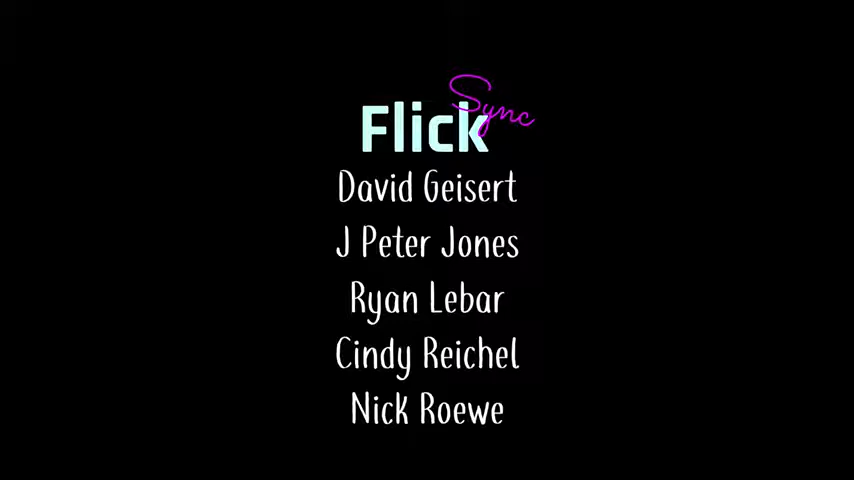 Sync
Flick
David Geisert
J Peter Jones
Ryan Lebar
Cindy Reichel
Nick Roewe